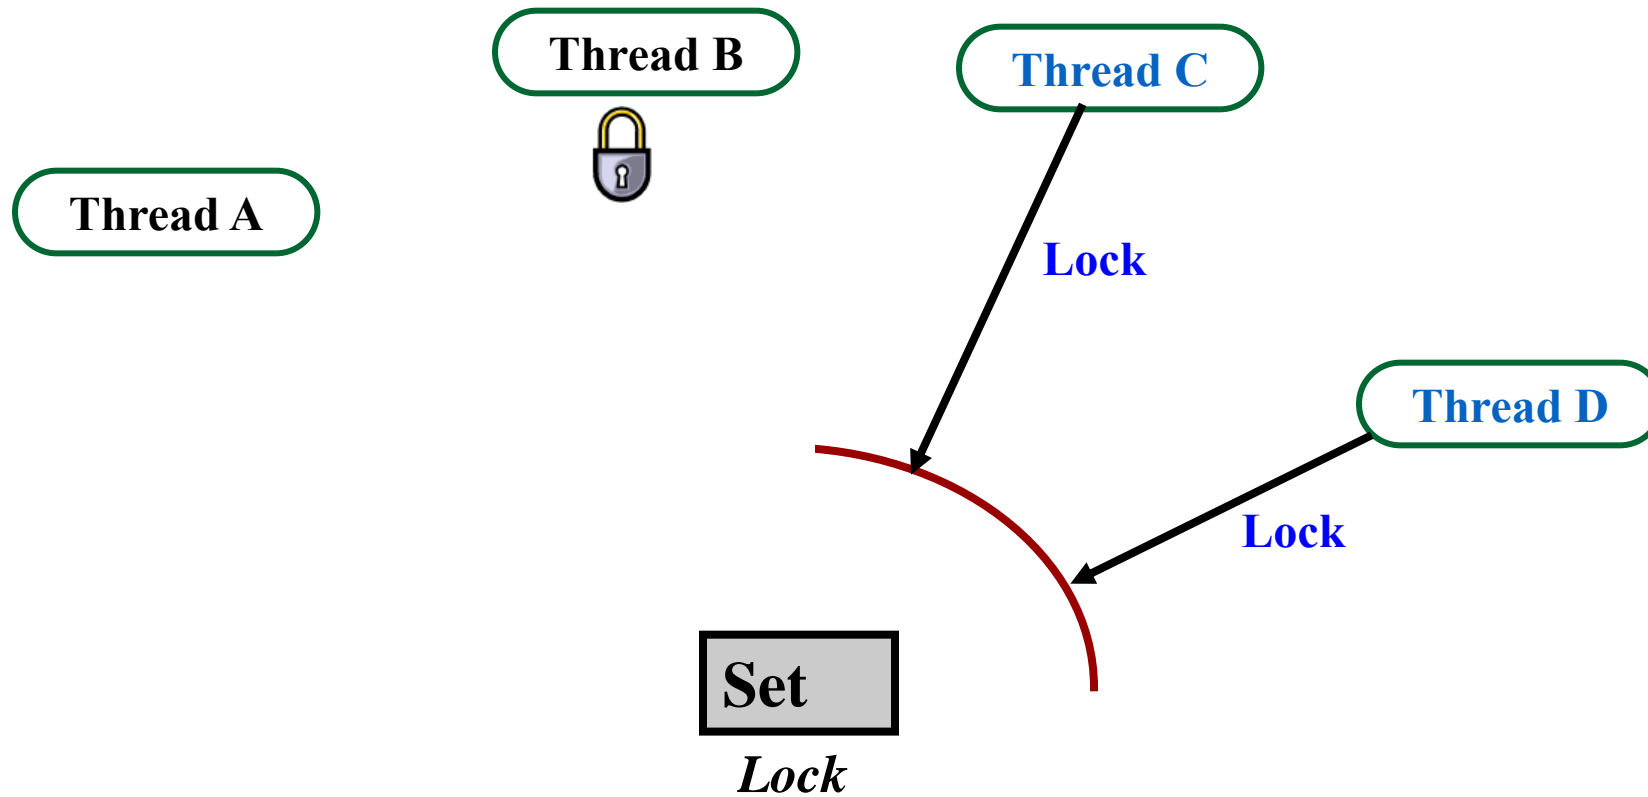 Thread B
Thread C
Thread A
Lock
Thread D
Lock
Set
Lock